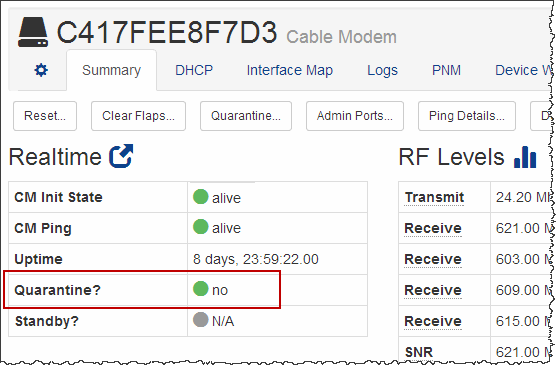 C417FEE8F7D3 Cable Modem
Summary DHCP Interface Map Logs PNM Device
Reset... Clear Flaps... Quarantine... Admin Ports... Ping Details...
Realtime
CM Init State alive
CM Ping alive
Uptime 8 days, 23:59:22.00
Quarantine? no
Standby? N/A
RF Levels
Transmit 24.20
Receive 621.00
Receive 603.00
Receive 609.00
Receive 615.00
SNR 621.00